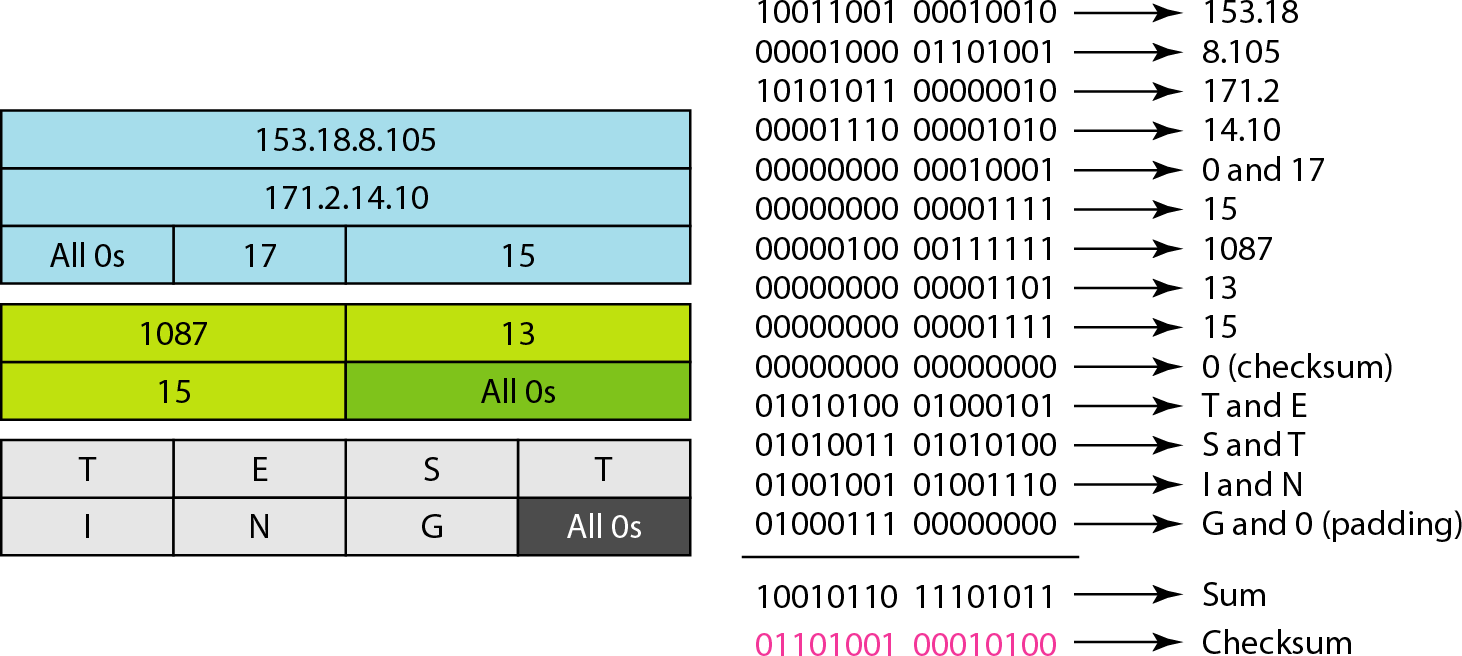 153.18.8.105
171.2.14.10
All 0s 17 15
1087 13
15 All 0s
T E S T
I N G All 0s
10011001 00010010 153.18
00001000 01101001 8.105
10101011 00000010 171.2
00001110 00001010 14.10
00000000 00010001 0 and 17
00000000 00001111 15
00000100 00111111 1087
00000000 00001101 13
00000000 00001111 15
00000000 00000000 0 (checksum)
01010100 01000101 T and E
01010011 01010100 S and T
01001001 01001110 I and N
01000111 00000000 G and 0 (padding)
10010110 11101011 Sum
01101001 00010100 Checksum